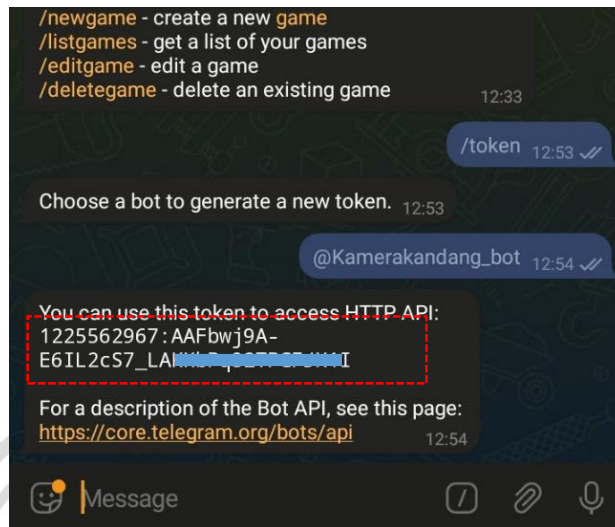 /newgame - create a new game
/listgames - get a list of your games
/editgame - edit a game
/deletegame - delete an existing game
12:33
/token 12:53
Choose a bot to generate a new token. 12:53
@Kamerakandang_bot 12:54
You can use this token to access HTTP API:
1225562967:AAFbwj9A-
E6IL2cS7_LA
For a description of the Bot API, see this page:
https://core.telegram.org/bots/api 12:54
Message